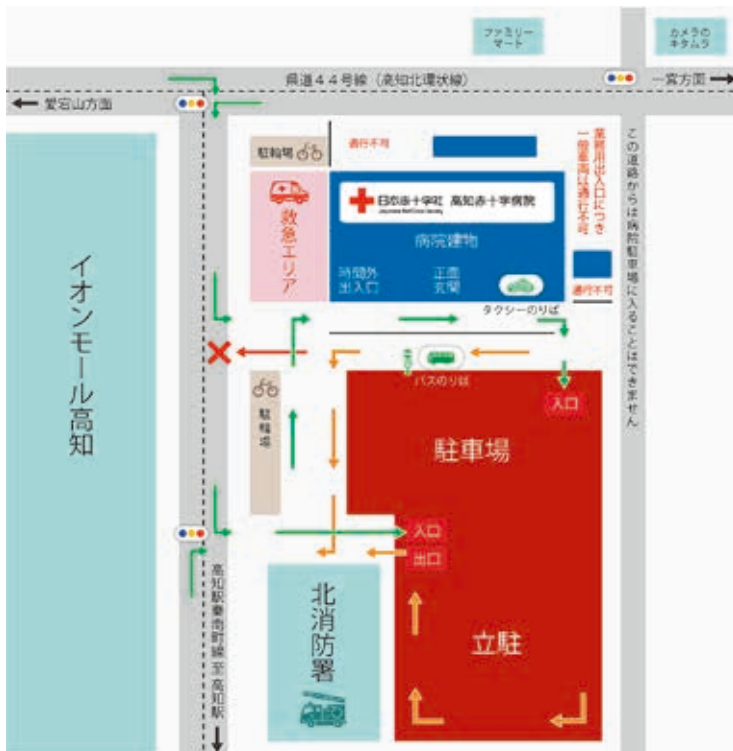 ファミリー
マート
カメラの
キタムラ
県道44号線（高知北環状線）
一宮方面
愛宕山方面
駐輪場
通行不可
業務用出入口につき
一般車両は通行不可
この道路からは病院駐車場に入ることはできません
日本赤十字社 高知赤十字病院
Japanese Red Cross Society
救急エリア
病院建物
時間外
出入口
正面
玄関
通行不可
タクシーのりば
イオンモール高知
バスのりば
入口
駐輪場
駐車場
入口
出口
北消防署
立駐
高知駅秦南町線 至 高知駅